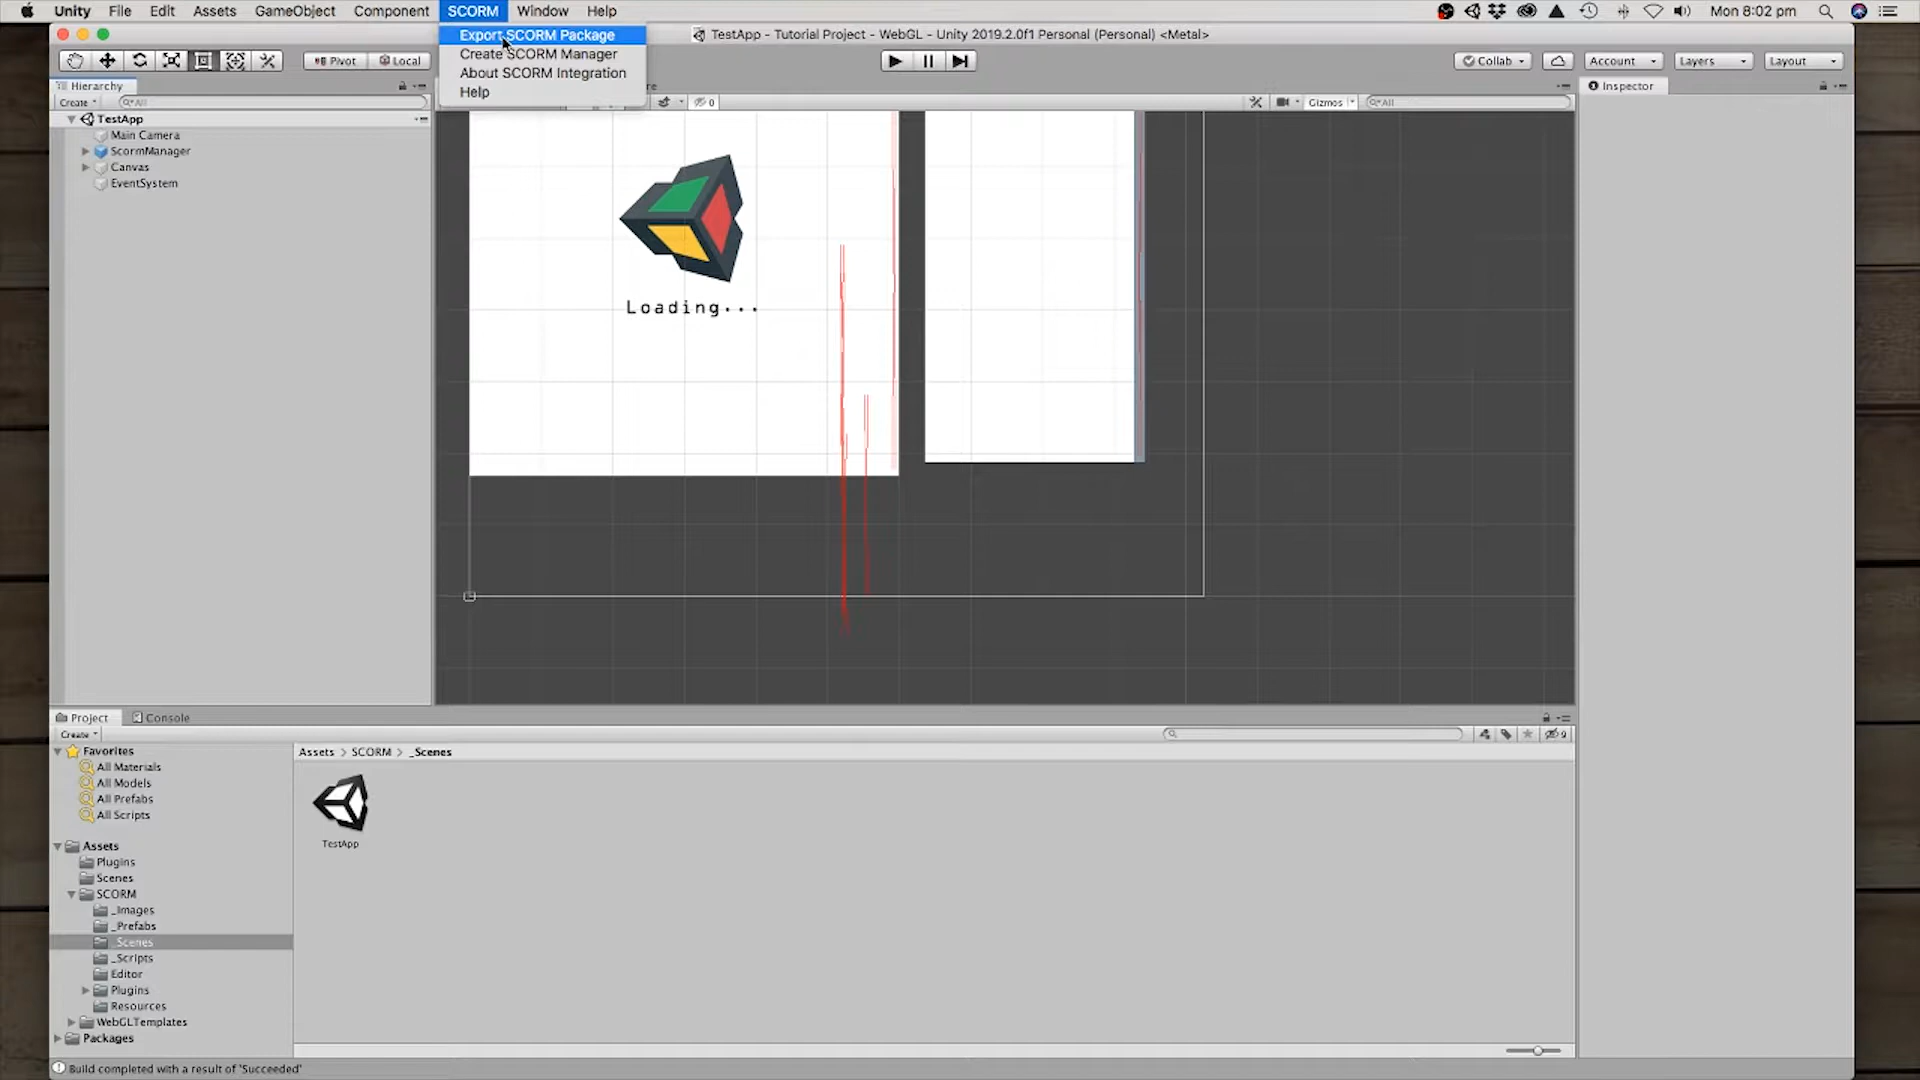 Unity File Edit Assets GameObject Component SCORM Window Help Mon 8:02 pm
Export SCORM Package
Create SCORM Manager
About SCORM Integration
Help
TestApp - Tutorial Project - WebGL - Unity 2019.2.0f1 Personal (Personal) <Metal>
Pivot Local Collab Account Layers Layout
Hierarchy
Create All
TestApp
Main Camera
ScormManager
Canvas
EventSystem
0 Gizmos All
Inspector
Loading...
Project Console
Create
9
Favorites
All Materials
All Models
All Prefabs
All Scripts
Assets
Plugins
Scenes
SCORM
_Images
_Prefabs
_Scenes
_Scripts
Editor
Plugins
Resources
WebGLTemplates
Packages
Assets > SCORM > _Scenes
TestApp
Build completed with a result of 'Succeeded'